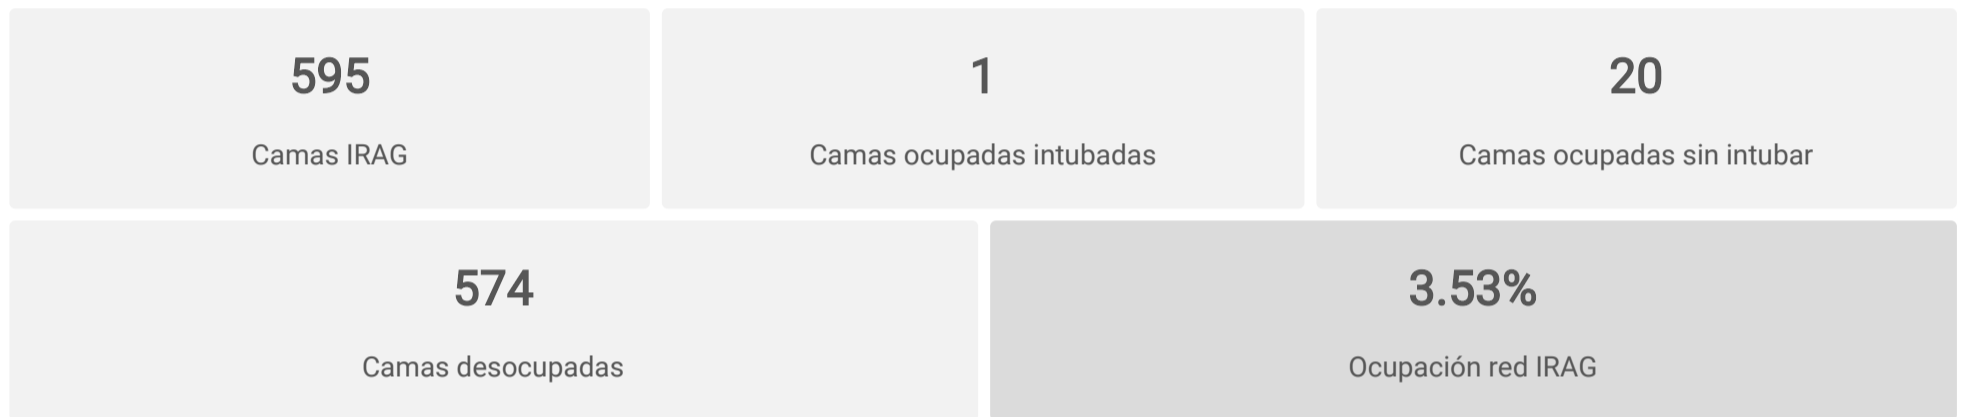 595
Camas IRAG
1
Camas ocupadas intubadas
20
Camas ocupadas sin intubar
574
Camas desocupadas
3.53%
Ocupación red IRAG